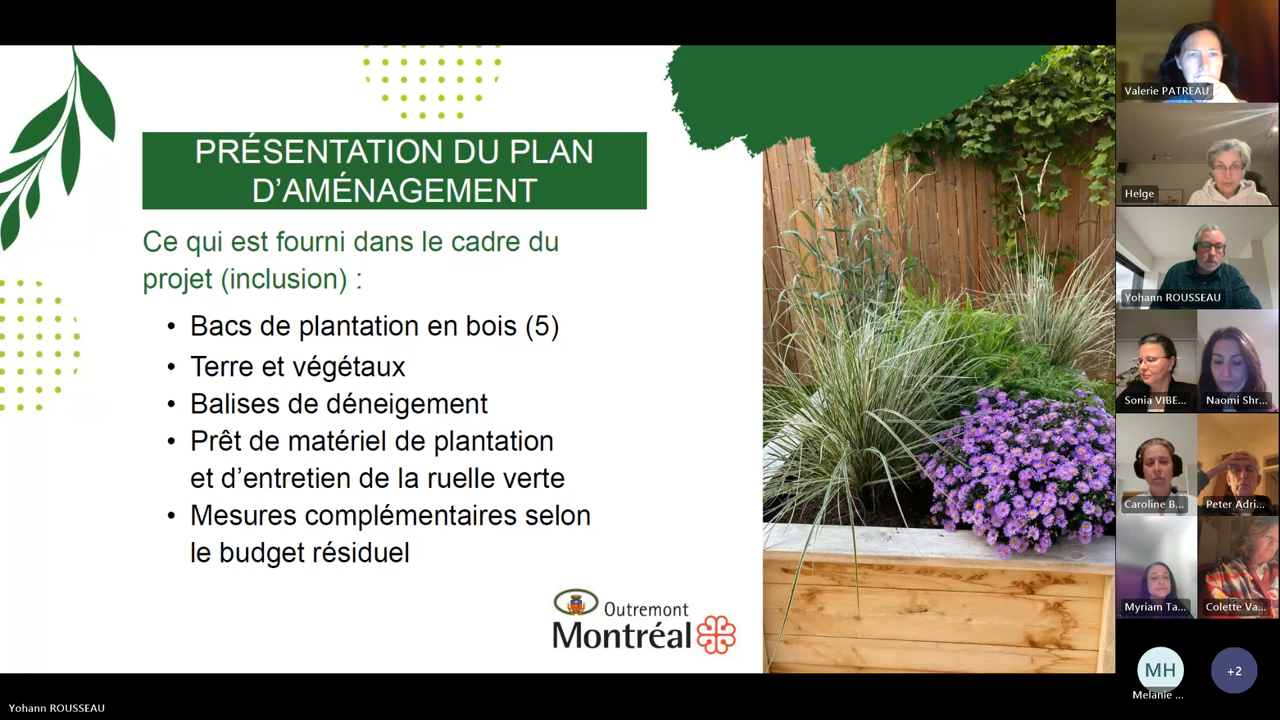 PRÉSENTATION DU PLAN
D’AMÉNAGEMENT
Ce qui est fourni dans le cadre du
projet (inclusion) :
• Bacs de plantation en bois (5)
• Terre et végétaux
• Balises de déneigement
• Prêt de matériel de plantation
et d’entretien de la ruelle verte
• Mesures complémentaires selon
le budget résiduel
Outremont
Montréal
Valerie PATREAU
Helge
Yohann ROUSSEAU
Sonia VIBE...
Naomi Shr...
Caroline B...
Peter Adri...
Myriam Ta...
Colette Va...
MH
Melanie ...
+2
Yohann ROUSSEAU